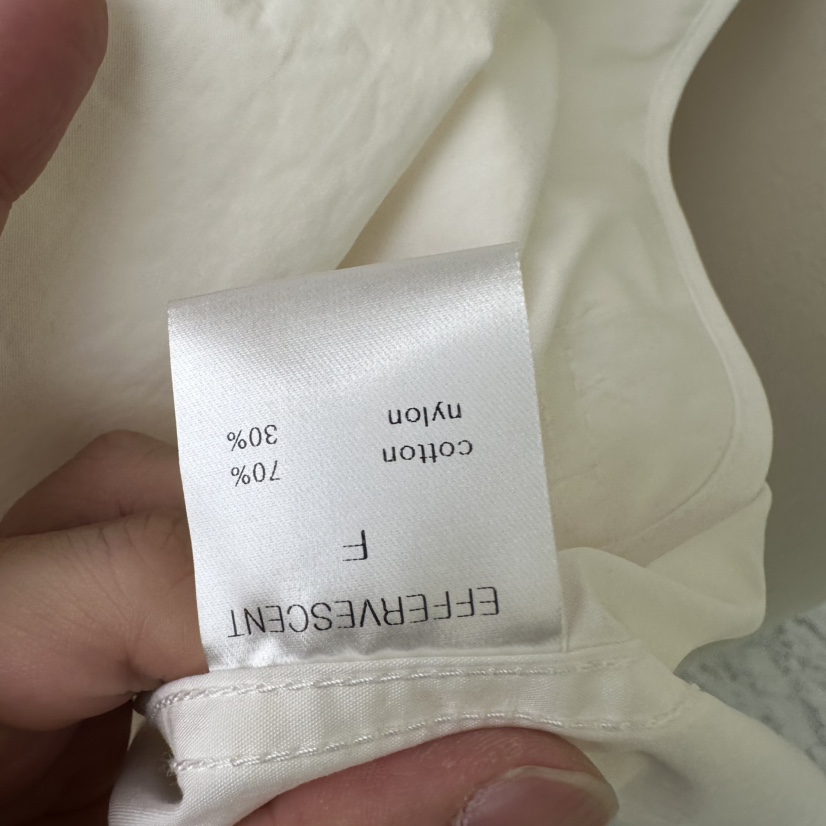 EFFERVESCENT
F
cotton 70%
nylon 30%